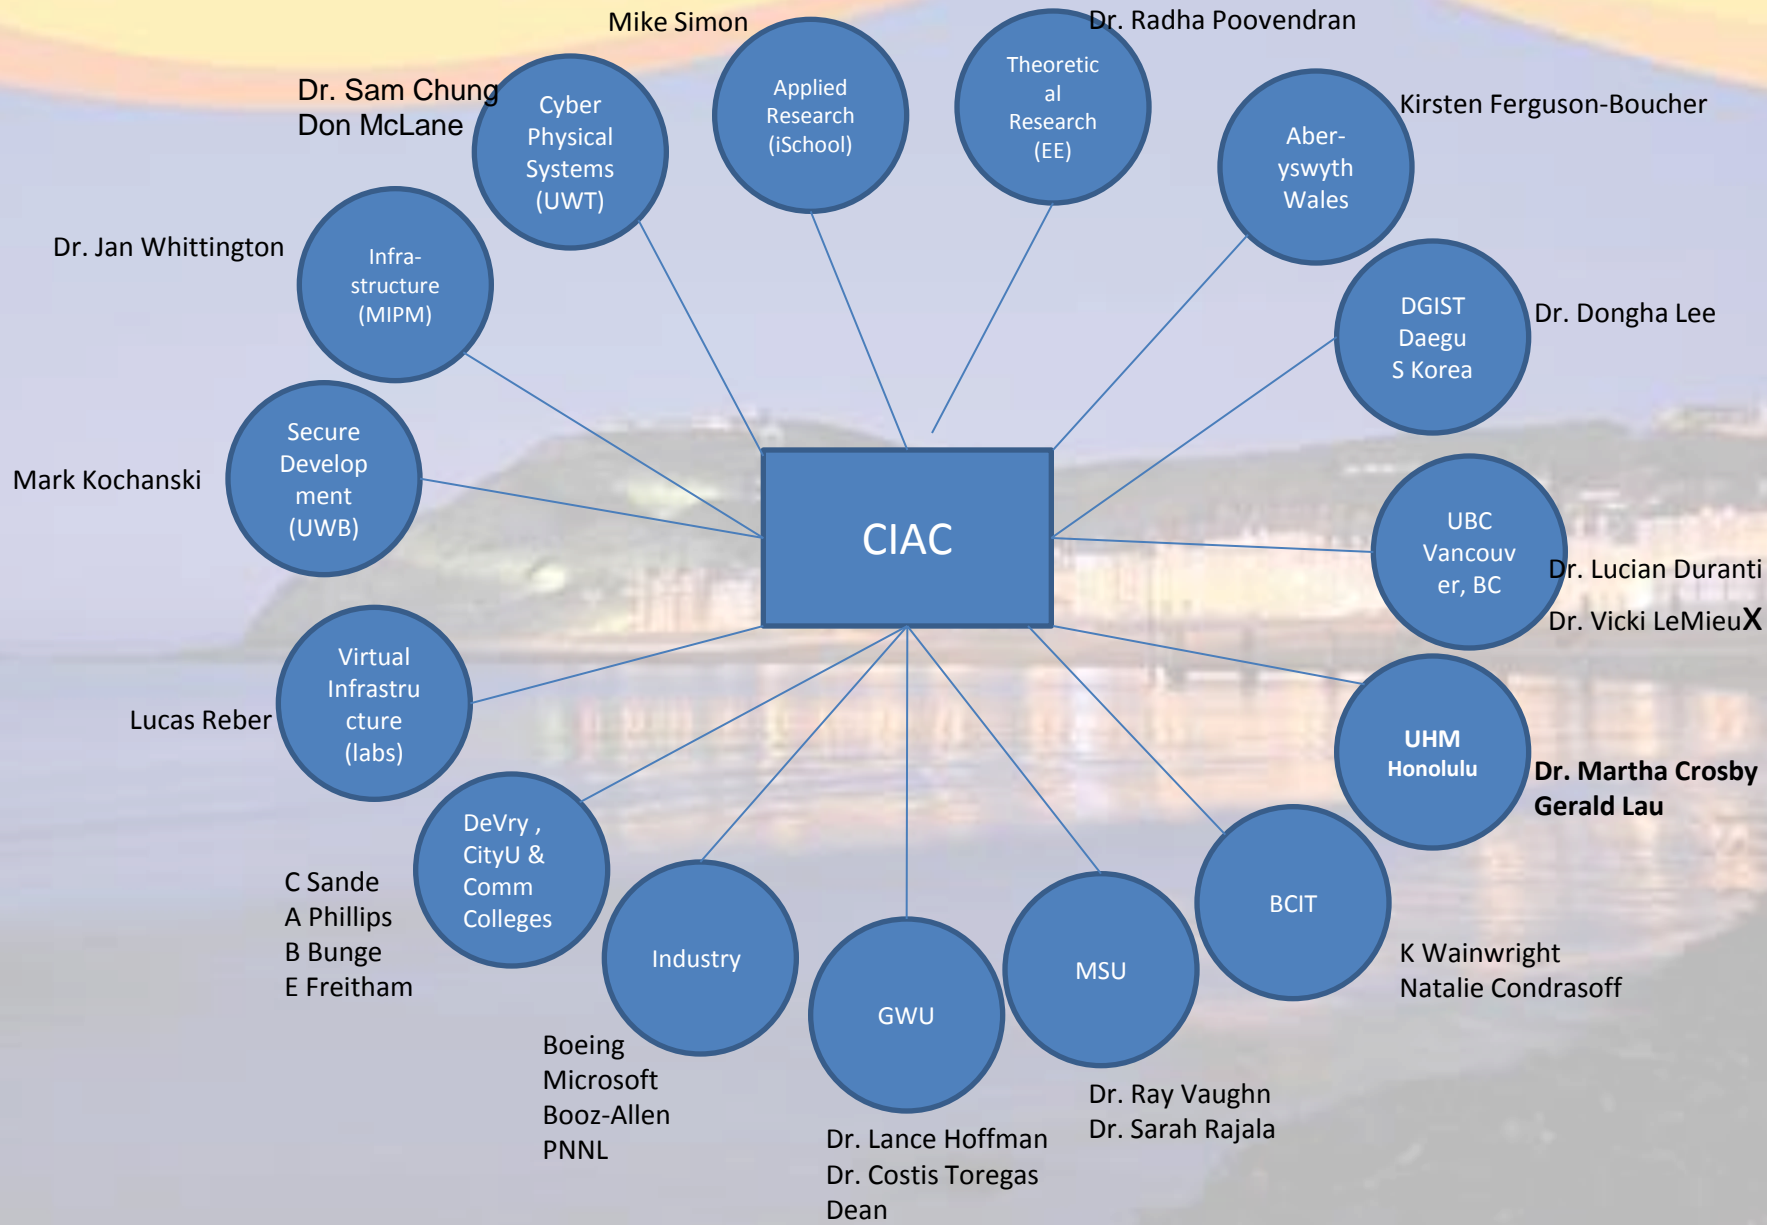 Mike Simon
Dr. Radha Poovendran
Applied
Research
(iSchool)
Theoretic
al
Research
(EE)
Dr. Sam Chung
Don McLane
Cyber
Physical
Systems
(UWT)
Kirsten Ferguson-Boucher
Aber-
yswyth
Wales
Dr. Jan Whittington
Infra-
structure
(MIPM)
DGIST
Daegu
S Korea
Dr. Dongha Lee
Mark Kochanski
Secure
Develop
ment
(UWB)
CIAC
UBC
Vancouv
er, BC
Dr. Lucian Duranti
Dr. Vicki LeMieuX
Lucas Reber
Virtual
Infrastru
cture
(labs)
UHM
Honolulu
Dr. Martha Crosby
Gerald Lau
DeVry ,
CityU &
Comm
Colleges
C Sande
A Phillips
B Bunge
E Freitham
Industry
Boeing
Microsoft
Booz-Allen
PNNL
GWU
Dr. Lance Hoffman
Dr. Costis Toregas
Dean
MSU
Dr. Ray Vaughn
Dr. Sarah Rajala
BCIT
K Wainwright
Natalie Condrasoff